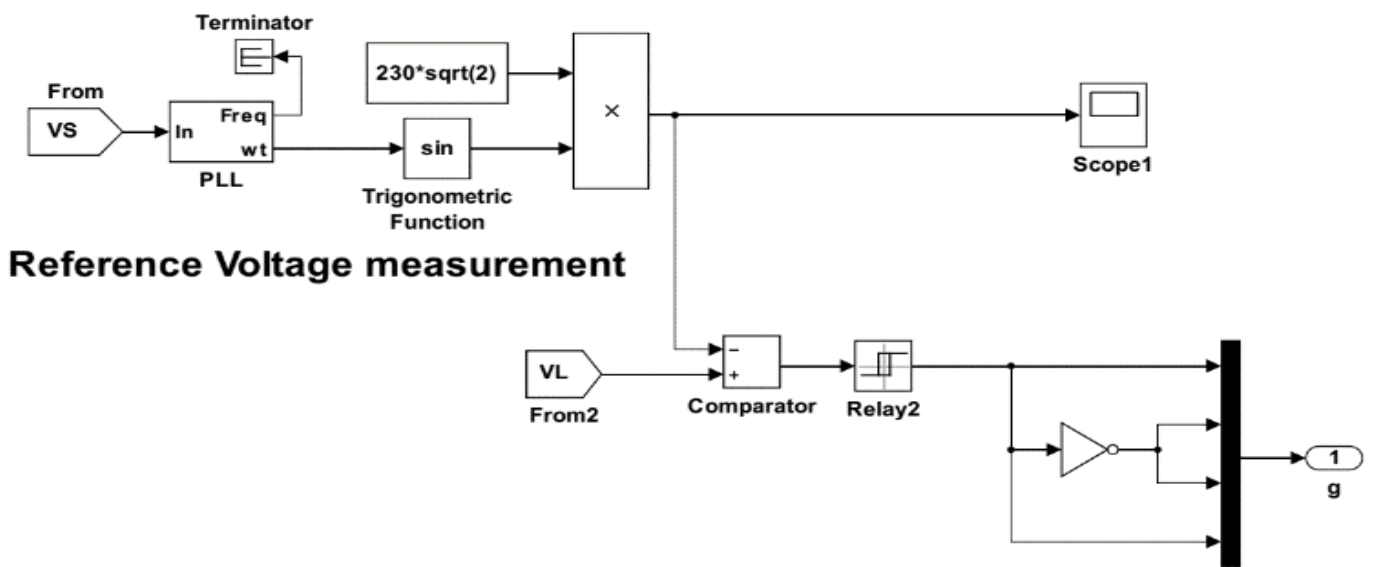 Terminator
230*sqrt(2)
From
VS
In
Freq
wt
PLL
sin
Trigonometric
Function
×
Scope1
Reference Voltage measurement
VL
From2
−
+
Comparator
Relay2
1
g